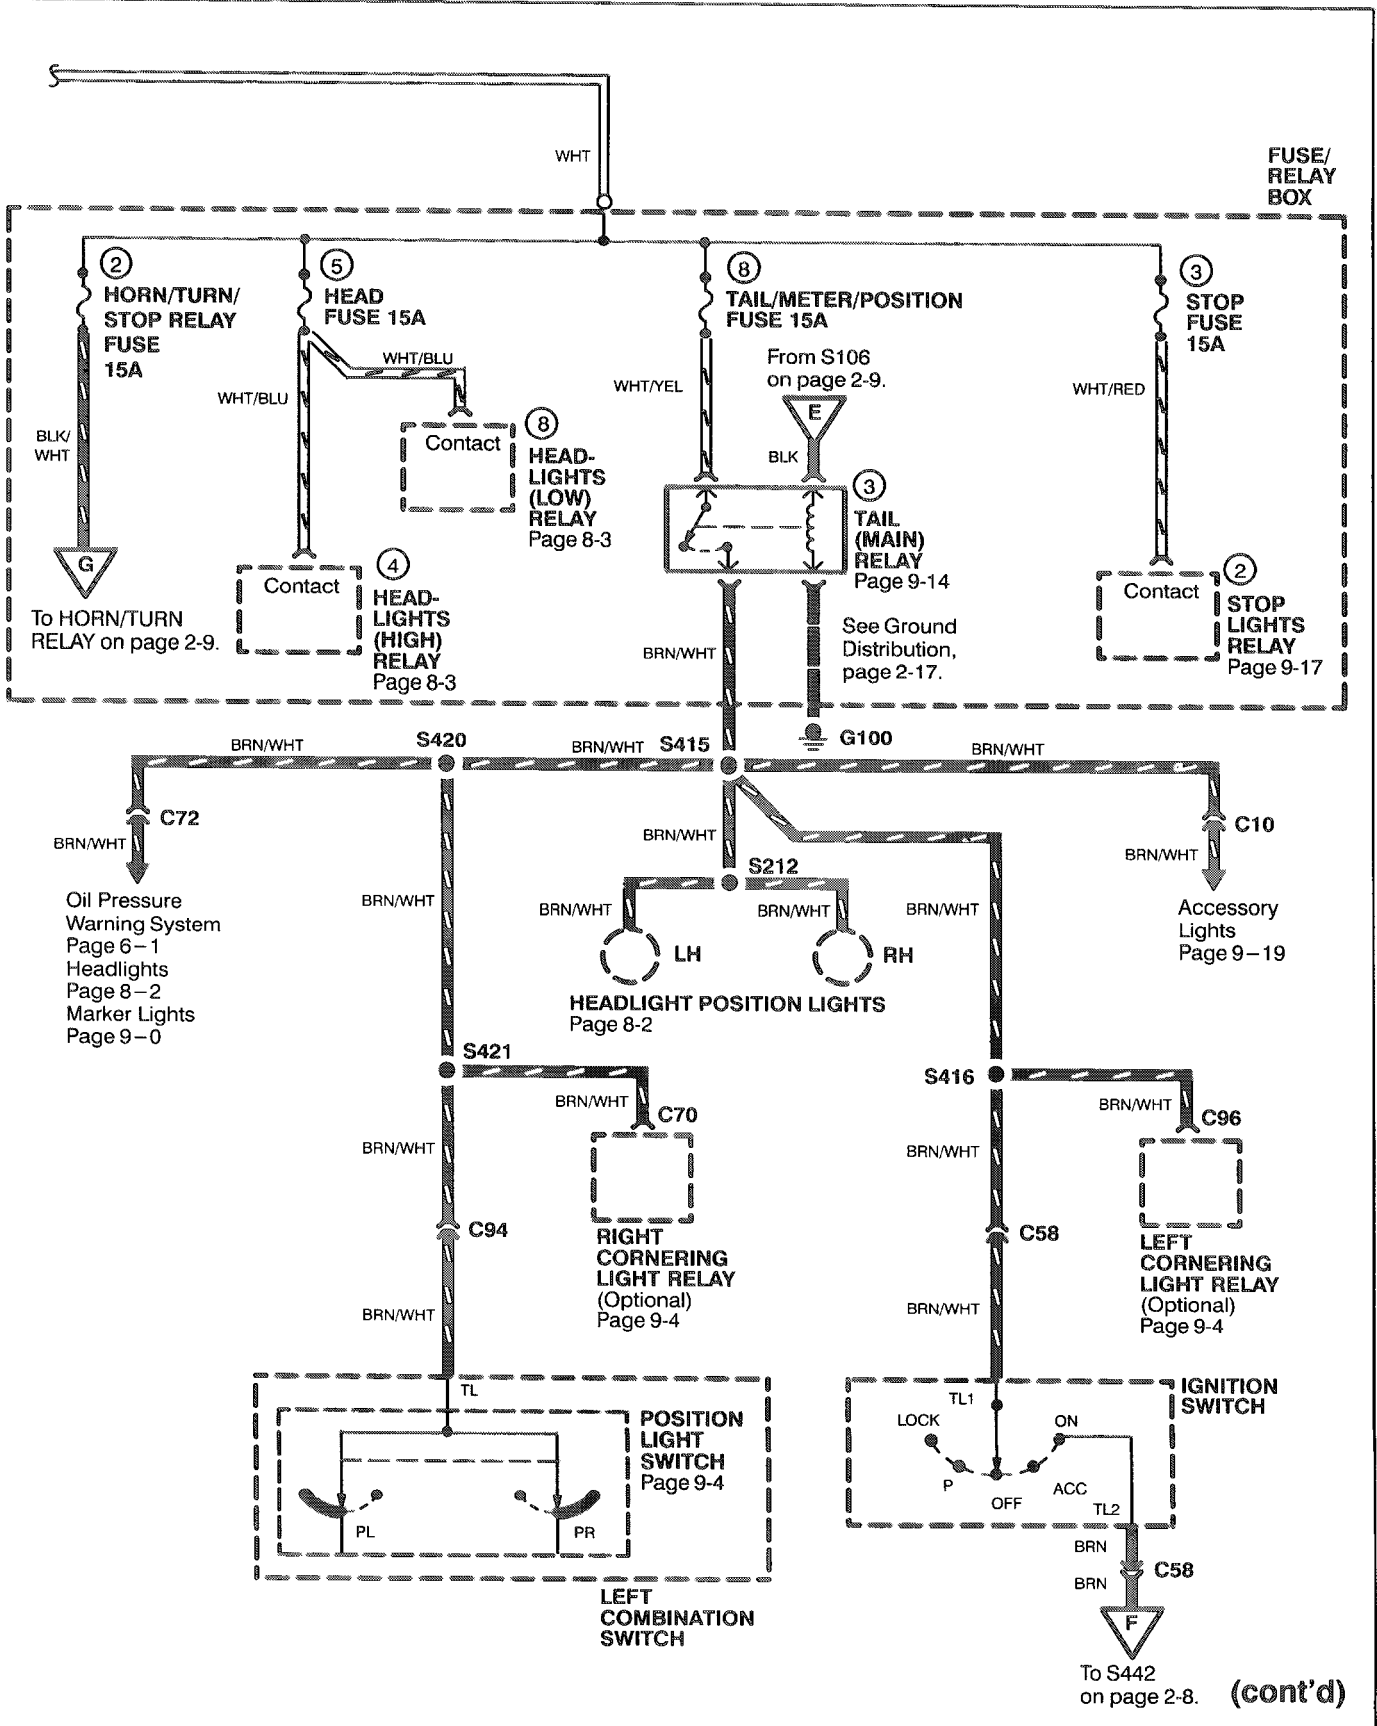 WHT
FUSE/
RELAY
BOX
2
HORN/TURN/
STOP RELAY
FUSE
15A
5
HEAD
FUSE 15A
8
TAIL/METER/POSITION
FUSE 15A
3
STOP
FUSE
15A
WHT/BLU
WHT/BLU
WHT/YEL
From S106
on page 2-9.
E
BLK
WHT/RED
BLK/
WHT
Contact
8
HEAD-
LIGHTS
(LOW)
RELAY
Page 8-3
3
TAIL
(MAIN)
RELAY
Page 9-14
G
To HORN/TURN
RELAY on page 2-9.
Contact
4
HEAD-
LIGHTS
(HIGH)
RELAY
Page 8-3
Contact
2
STOP
LIGHTS
RELAY
Page 9-17
BRN/WHT
See Ground
Distribution,
page 2-17.
G100
BRN/WHT
S420
BRN/WHT
S415
BRN/WHT
C72
BRN/WHT
Oil Pressure
Warning System
Page 6-1
Headlights
Page 8-2
Marker Lights
Page 9-0
BRN/WHT
BRN/WHT
S212
BRN/WHT
LH
BRN/WHT
RH
HEADLIGHT POSITION LIGHTS
Page 8-2
BRN/WHT
C10
BRN/WHT
Accessory
Lights
Page 9-19
S421
BRN/WHT
C70
RIGHT
CORNERING
LIGHT RELAY
(Optional)
Page 9-4
BRN/WHT
C94
BRN/WHT
S416
BRN/WHT
C96
LEFT
CORNERING
LIGHT RELAY
(Optional)
Page 9-4
BRN/WHT
C58
BRN/WHT
TL
POSITION
LIGHT
SWITCH
Page 9-4
PL
PR
LEFT
COMBINATION
SWITCH
IGNITION
SWITCH
TL1
LOCK
ON
P
OFF
ACC
TL2
BRN
C58
BRN
F
To S442
on page 2-8.
(cont'd)